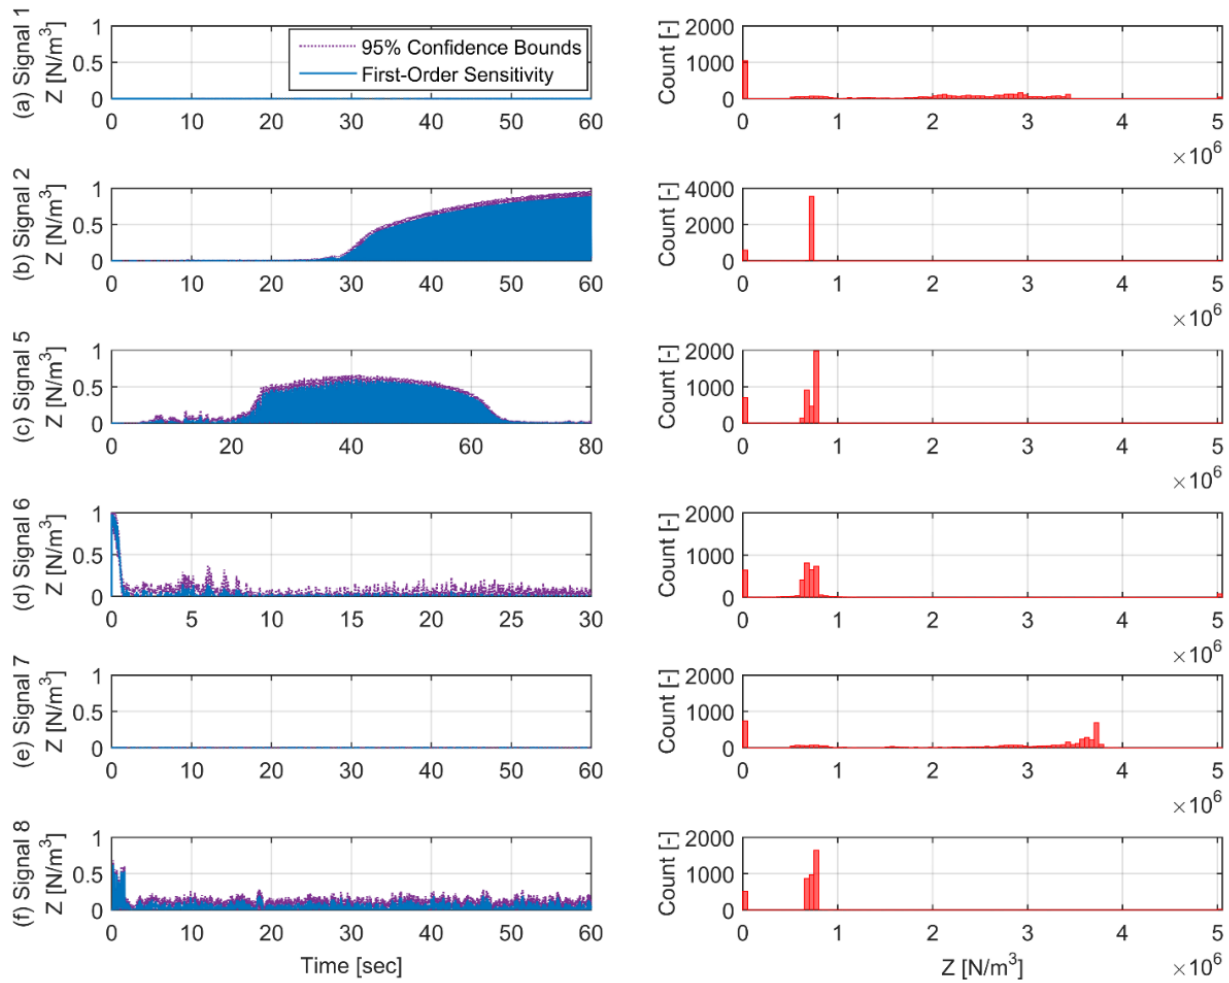 (a) Signal 1
Z [N/m³]
1
0.5
0
0 10 20 30 40 50 60
95% Confidence Bounds
First-Order Sensitivity
Count [-]
2000
1000
0
0 1 2 3 4 5
×10⁶
(b) Signal 2
Z [N/m³]
1
0.5
0
0 10 20 30 40 50 60
Count [-]
4000
2000
0
0 1 2 3 4 5
×10⁶
(c) Signal 5
Z [N/m³]
1
0.5
0
0 20 40 60 80
Count [-]
2000
1000
0
0 1 2 3 4 5
×10⁶
(d) Signal 6
Z [N/m³]
1
0.5
0
0 5 10 15 20 25 30
Count [-]
2000
1000
0
0 1 2 3 4 5
×10⁶
(e) Signal 7
Z [N/m³]
1
0.5
0
0 10 20 30 40 50 60
Count [-]
2000
1000
0
0 1 2 3 4 5
×10⁶
(f) Signal 8
Z [N/m³]
1
0.5
0
0 10 20 30 40 50 60
Time [sec]
Count [-]
2000
1000
0
0 1 2 3 4 5
Z [N/m³]
×10⁶